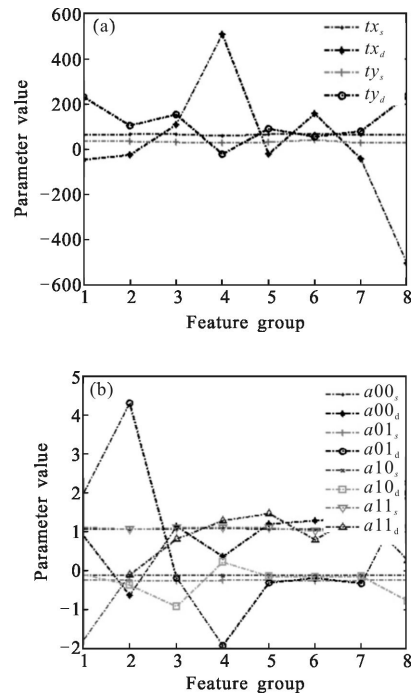 (a)
600
400
200
0
−200
−400
−600
Parameter value
1 2 3 4 5 6 7 8
Feature group
tx_s
tx_d
ty_s
ty_d
(b)
5
4
3
2
1
0
−1
−2
Parameter value
1 2 3 4 5 6 7 8
Feature group
a00_s
a00_d
a01_s
a01_d
a10_s
a10_d
a11_s
a11_d